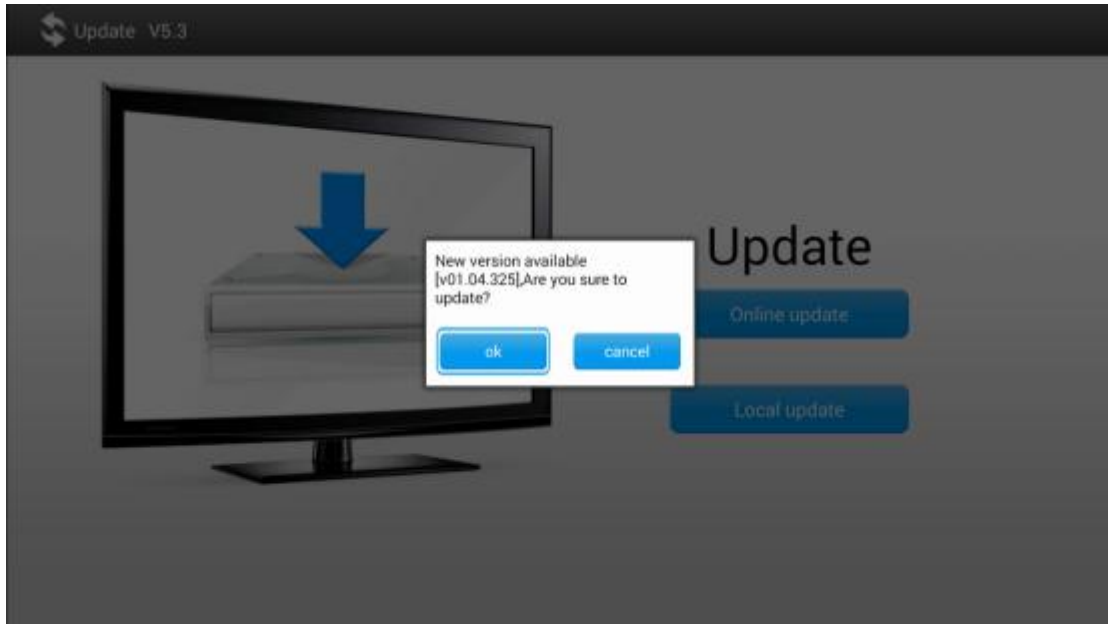 Update V5.3
New version available
[v01.04.325],Are you sure to
update?
ok
cancel
Update
Online update
Local update